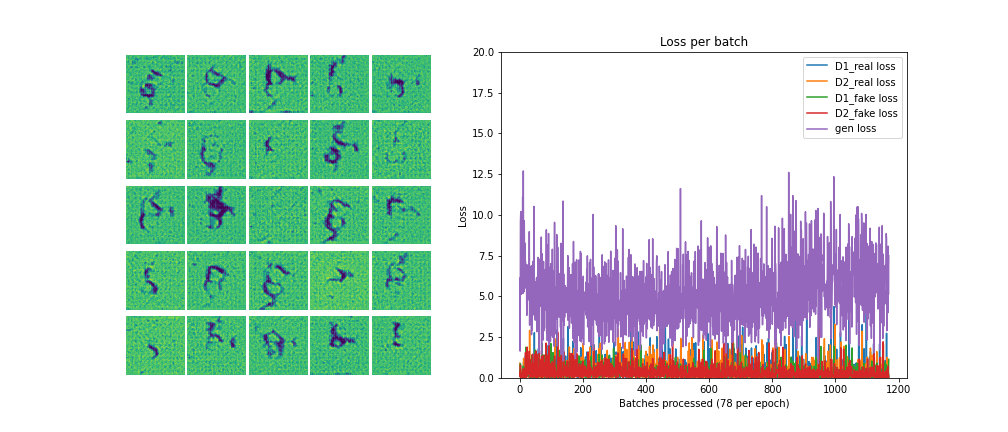 Loss per batch
20.0
17.5
15.0
12.5
10.0
7.5
5.0
2.5
0.0
Loss
D1_real loss
D2_real loss
D1_fake loss
D2_fake loss
gen loss
0 200 400 600 800 1000 1200
Batches processed (78 per epoch)